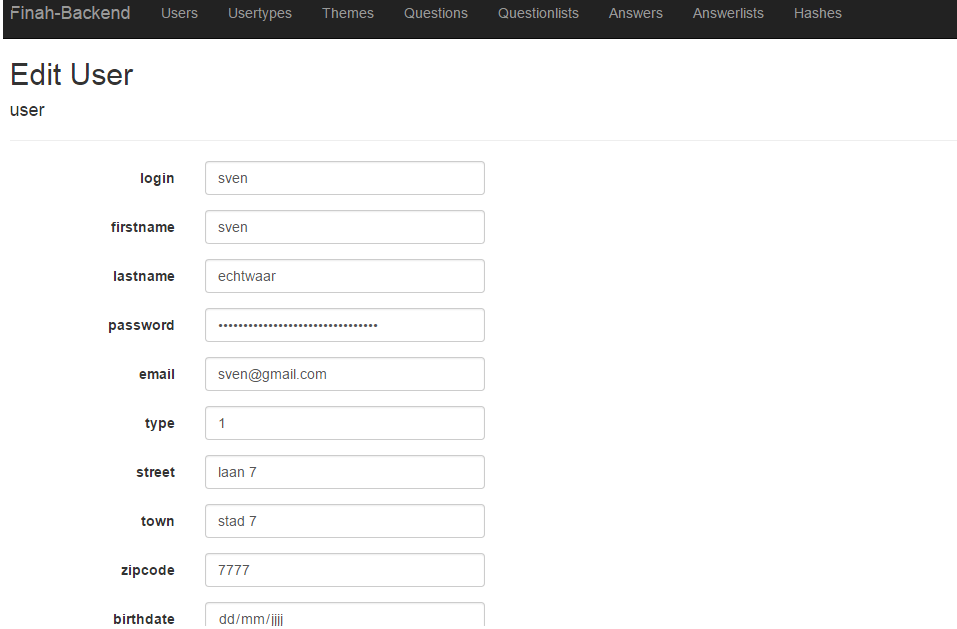 Finah-Backend Users Usertypes Themes Questions Questionlists Answers Answerlists Hashes
Edit User
user
login sven
firstname sven
lastname echtwaar
password ••••••••••••••••••••••••••••••••
email sven@gmail.com
type 1
street laan 7
town stad 7
zipcode 7777
birthdate dd/mm/jjjj